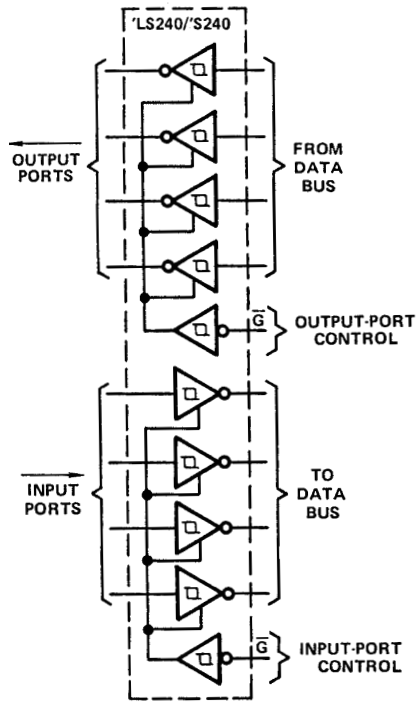 'LS240/'S240
OUTPUT
PORTS
FROM
DATA
BUS
G̅
OUTPUT-PORT
CONTROL
INPUT
PORTS
TO
DATA
BUS
G̅
INPUT-PORT
CONTROL